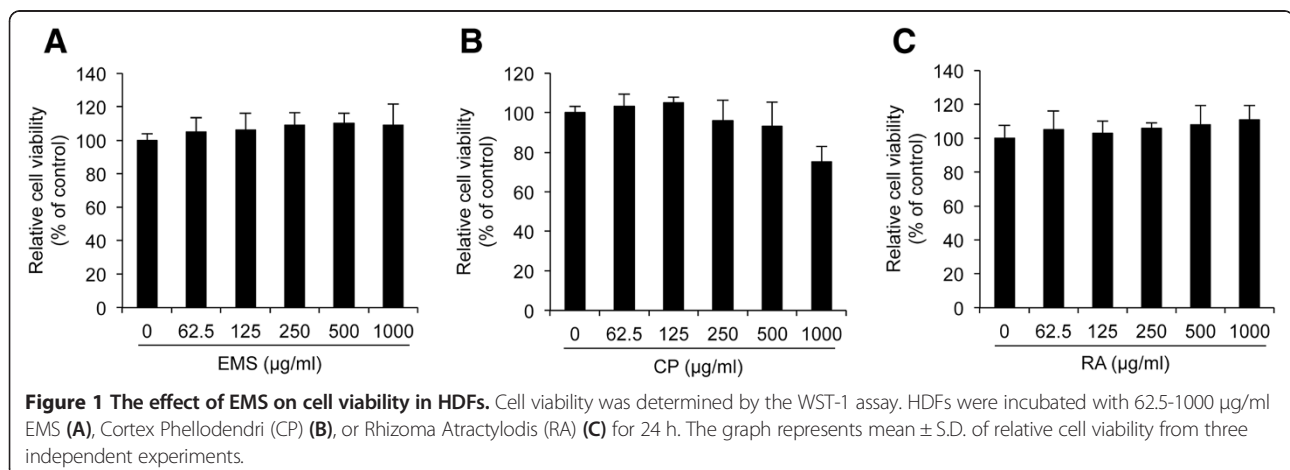 A
Relative cell viability
(% of control)
140
120
100
80
60
40
20
0
0 62.5 125 250 500 1000
EMS (µg/ml)
B
Relative cell viability
(% of control)
120
100
80
60
40
20
0
0 62.5 125 250 500 1000
CP (µg/ml)
C
Relative cell viability
(% of control)
140
120
100
80
60
40
20
0
0 62.5 125 250 500 1000
RA (µg/ml)
Figure 1 The effect of EMS on cell viability in HDFs. Cell viability was determined by the WST-1 assay. HDFs were incubated with 62.5-1000 µg/ml
EMS (A), Cortex Phellodendri (CP) (B), or Rhizoma Atractylodis (RA) (C) for 24 h. The graph represents mean ± S.D. of relative cell viability from three
independent experiments.